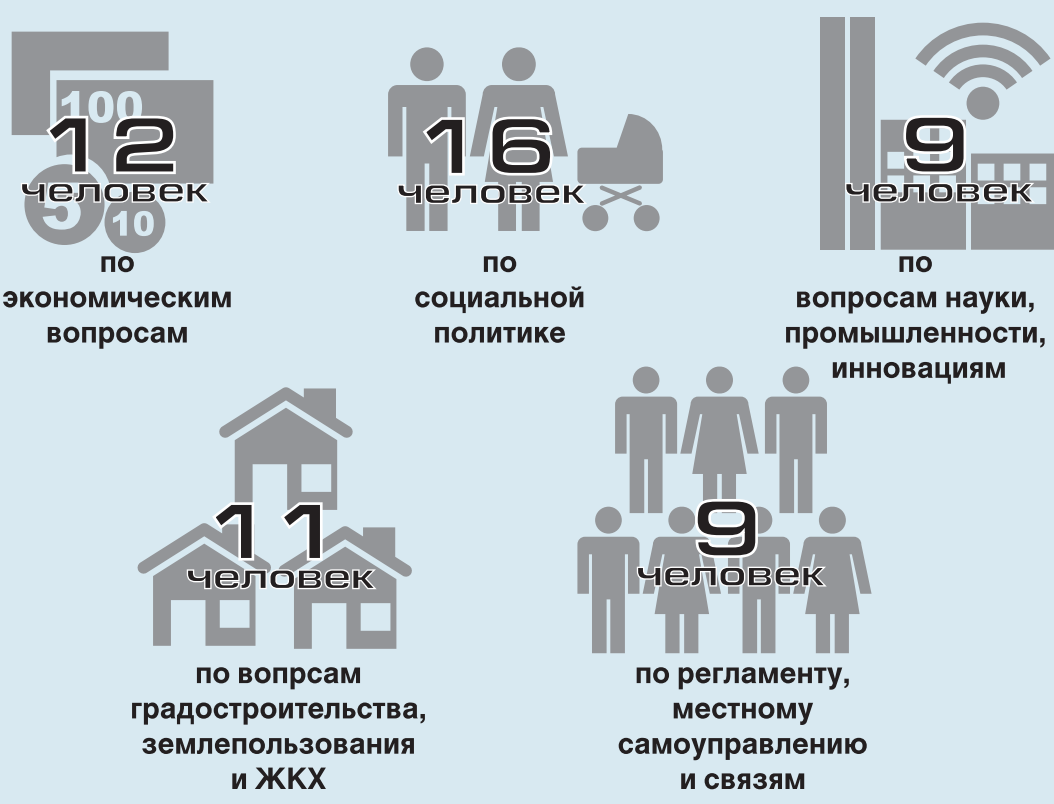 100
12
человек
5
10
по
экономическим
вопросам
16
человек
по
социальной
политике
9
человек
по
вопросам науки,
промышленности,
инновациям
11
человек
по вопрсам
градостроительства,
землепользования
и ЖКХ
9
человек
по регламенту,
местному
самоуправлению
и связям